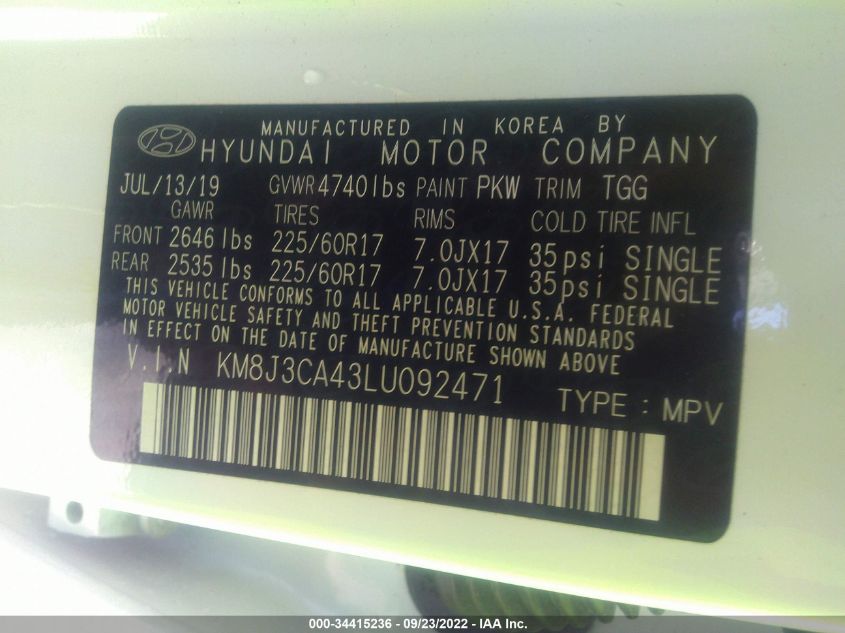 MANUFACTURED IN KOREA BY
HYUNDAI MOTOR COMPANY
JUL/13/19 GVWR 4740lbs PAINT PKW TRIM TGG
GAWR TIRES RIMS COLD TIRE INFL
FRONT 2646lbs 225/60R17 7.0JX17 35psi SINGLE
REAR 2535lbs 225/60R17 7.0JX17 35psi SINGLE
THIS VEHICLE CONFORMS TO ALL APPLICABLE U.S.A. FEDERAL
MOTOR VEHICLE SAFETY AND THEFT PREVENTION STANDARDS
IN EFFECT ON THE DATE OF MANUFACTURE SHOWN ABOVE
V.I.N KM8J3CA43LU092471
TYPE : MPV
000-34415236 - 09/23/2022 - IAA Inc.